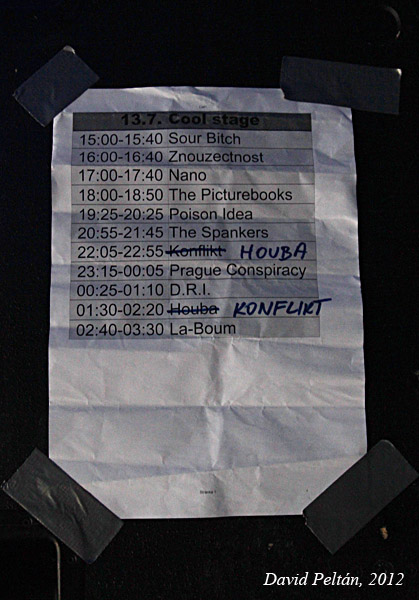 13.7. Cool stage
15:00-15:40 Sour Bitch
16:00-16:40 Znouzectnost
17:00-17:40 Nano
18:00-18:50 The Picturebooks
19:25-20:25 Poison Idea
20:55-21:45 The Spankers
22:05-22:55 Konflikt HOUBA
23:15-00:05 Prague Conspiracy
00:25-01:10 D.R.I.
01:30-02:20 Houba KONFLIKT
02:40-03:30 La-Boum
Stránka 1
David Peltán, 2012